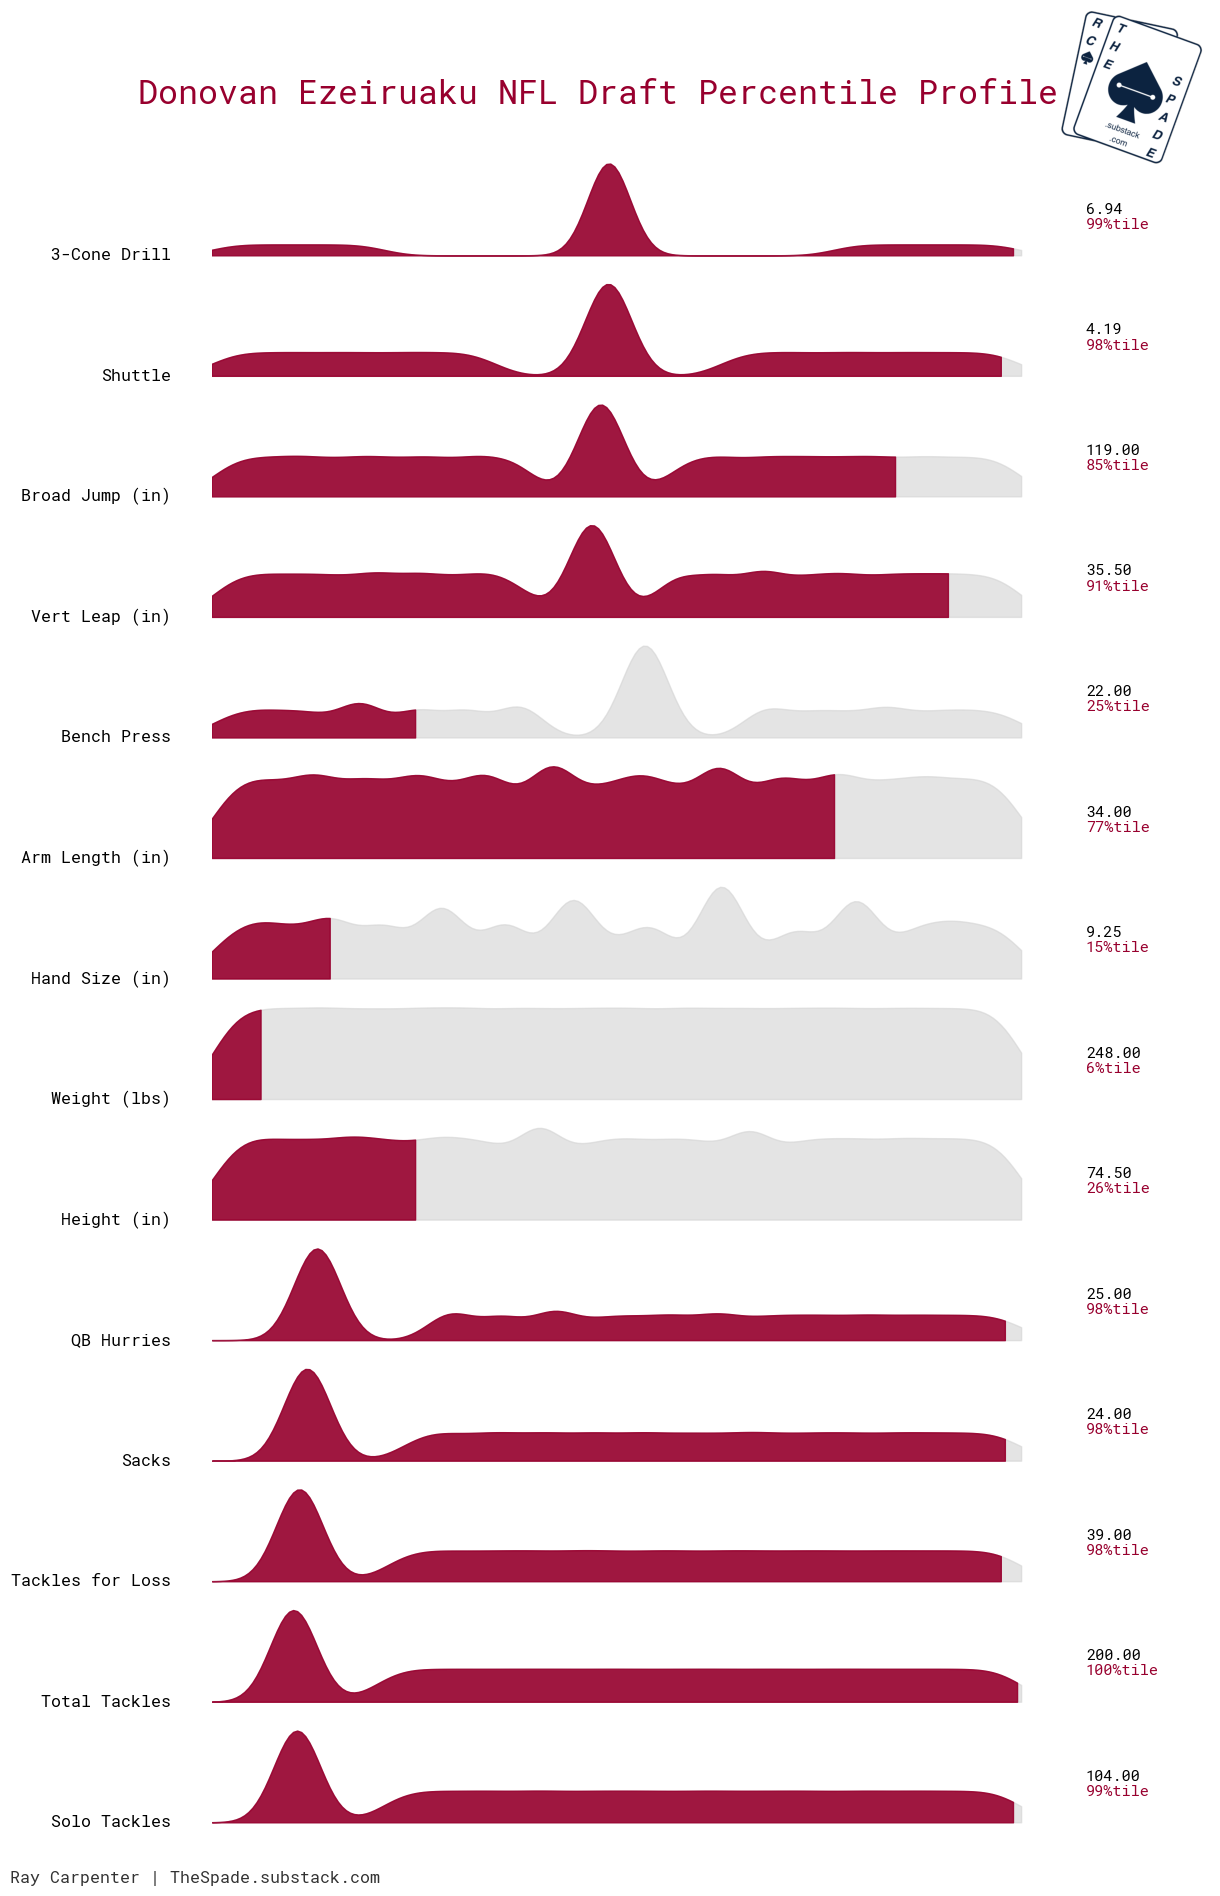 R
C
T
H
E
S
P
A
D
E
.substack
.com
Donovan Ezeiruaku NFL Draft Percentile Profile
3-Cone Drill
6.94
99%tile
Shuttle
4.19
98%tile
Broad Jump (in)
119.00
85%tile
Vert Leap (in)
35.50
91%tile
Bench Press
22.00
25%tile
Arm Length (in)
34.00
77%tile
Hand Size (in)
9.25
15%tile
Weight (lbs)
248.00
6%tile
Height (in)
74.50
26%tile
QB Hurries
25.00
98%tile
Sacks
24.00
98%tile
Tackles for Loss
39.00
98%tile
Total Tackles
200.00
100%tile
Solo Tackles
104.00
99%tile
Ray Carpenter | TheSpade.substack.com